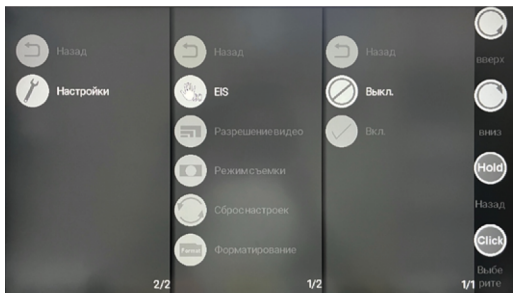 Назад
Настройки
2/2
Назад
EIS
Разрешение видео
Режим съемки
Сброс настроек
Format
Форматирование
1/2
Назад
Выкл.
Вкл.
1/1
вверх
вниз
Hold
Назад
Click
Выбе
рите